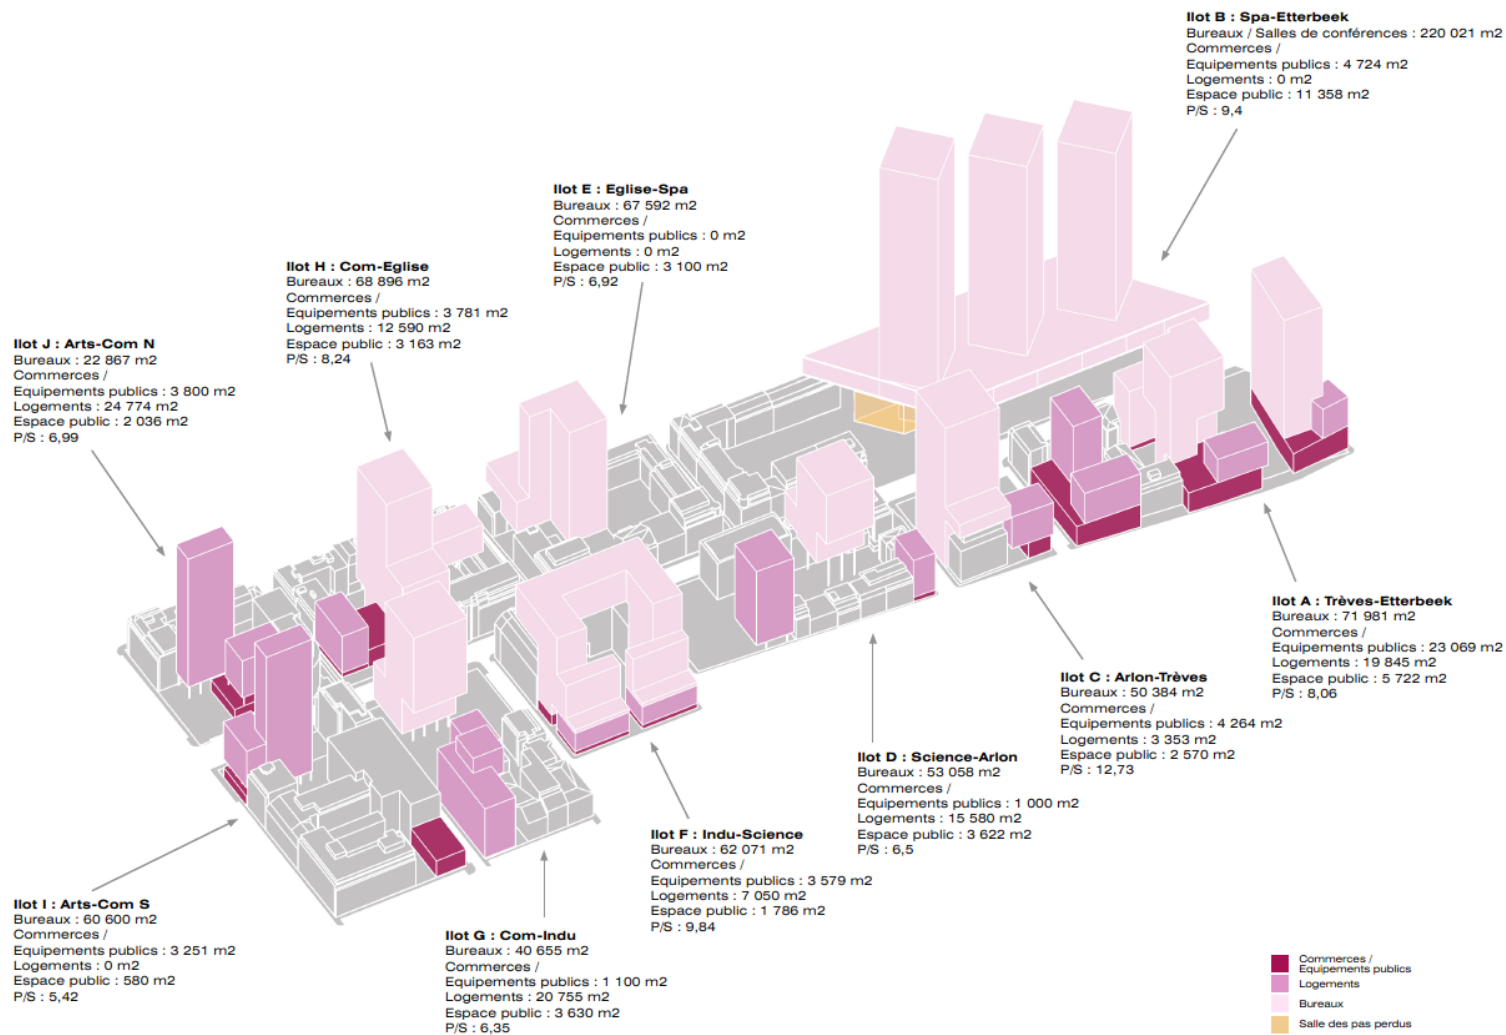 Ilot B : Spa-Etterbeek
Bureaux / Salles de conférences : 220 021 m2
Commerces /
Equipements publics : 4 724 m2
Logements : 0 m2
Espace public : 11 358 m2
P/S : 9,4
Ilot E : Eglise-Spa
Bureaux : 67 592 m2
Commerces /
Equipements publics : 0 m2
Logements : 0 m2
Espace public : 3 100 m2
P/S : 6,92
Ilot H : Com-Eglise
Bureaux : 68 896 m2
Commerces /
Equipements publics : 3 781 m2
Logements : 12 590 m2
Espace public : 3 163 m2
P/S : 8,24
Ilot J : Arts-Com N
Bureaux : 22 867 m2
Commerces /
Equipements publics : 3 800 m2
Logements : 24 774 m2
Espace public : 2 036 m2
P/S : 6,99
Ilot A : Trèves-Etterbeek
Bureaux : 71 981 m2
Commerces /
Equipements publics : 23 069 m2
Logements : 19 845 m2
Espace public : 5 722 m2
P/S : 8,06
Ilot C : Arlon-Trèves
Bureaux : 50 384 m2
Commerces /
Equipements publics : 4 264 m2
Logements : 3 353 m2
Espace public : 2 570 m2
P/S : 12,73
Ilot D : Science-Arlon
Bureaux : 53 058 m2
Commerces /
Equipements publics : 1 000 m2
Logements : 15 580 m2
Espace public : 3 622 m2
P/S : 6,5
Ilot F : Indu-Science
Bureaux : 62 071 m2
Commerces /
Equipements publics : 3 579 m2
Logements : 7 050 m2
Espace public : 1 786 m2
P/S : 9,84
Ilot I : Arts-Com S
Bureaux : 60 600 m2
Commerces /
Equipements publics : 3 251 m2
Logements : 0 m2
Espace public : 580 m2
P/S : 5,42
Ilot G : Com-Indu
Bureaux : 40 655 m2
Commerces /
Equipements publics : 1 100 m2
Logements : 20 755 m2
Espace public : 3 630 m2
P/S : 6,35
Commerces /
Equipements publics
Logements
Bureaux
Salle des pas perdus